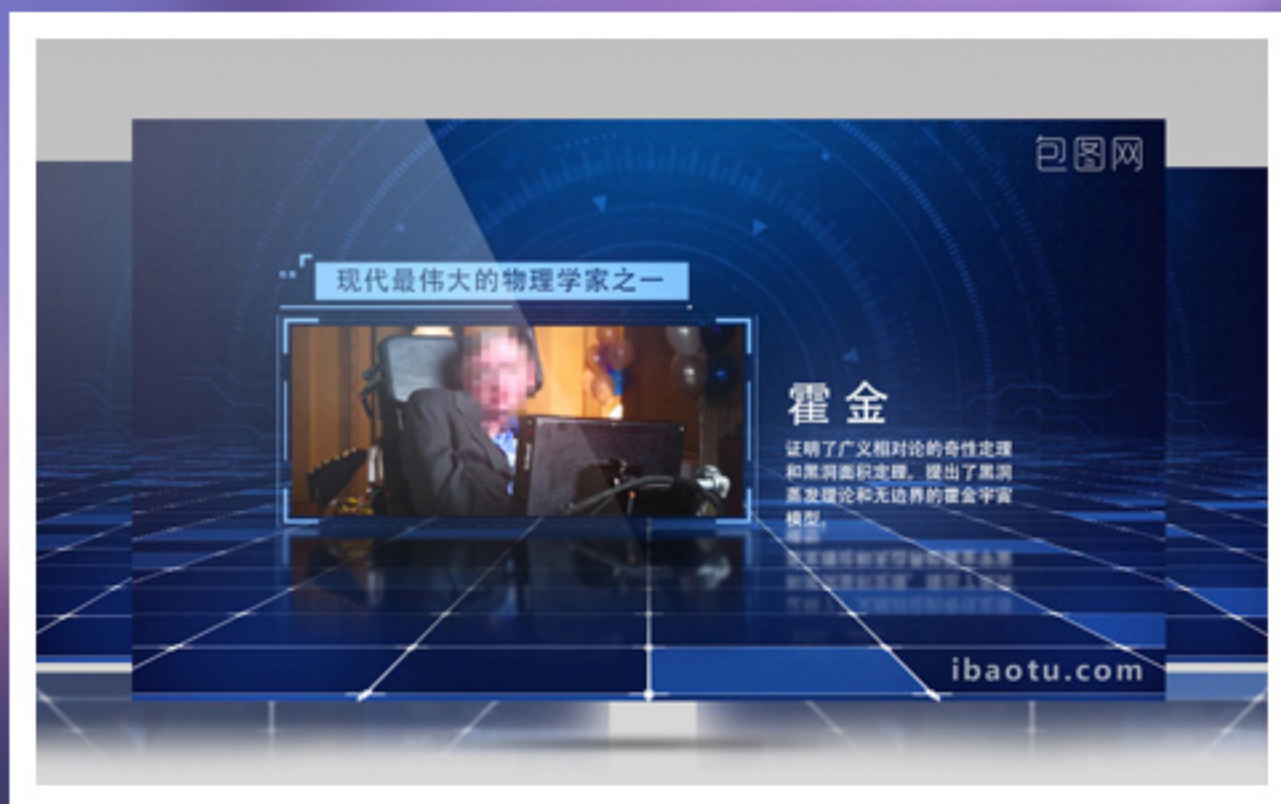 包图网
现代最伟大的物理学家之一
霍金
证明了广义相对论的奇性定理
和黑洞面积定理，提出了黑洞
蒸发理论和无边界的霍金宇宙
模型。
ibaotu.com